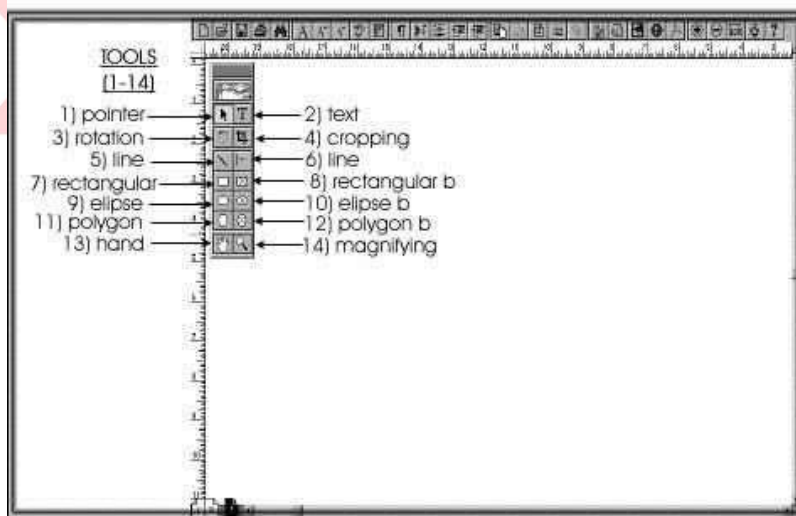 TOOLS
(1-14)
1) pointer
2) text
3) rotation
4) cropping
5) line
6) line
7) rectangular
8) rectangular b
9) elipse
10) elipse b
11) polygon
12) polygon b
13) hand
14) magnifying